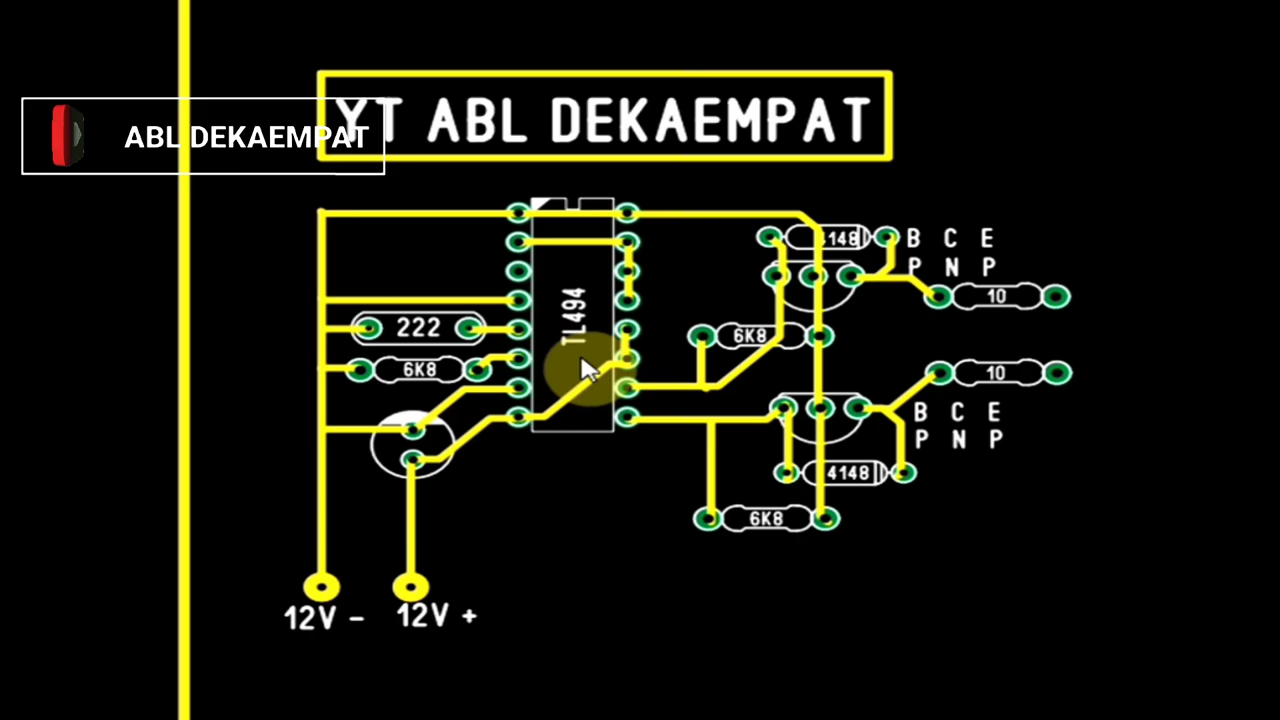 YT ABL DEKAEMPAT
ABL DEKAEMPAT
4148
B C E
P N P
10
222
TL494
6K8
6K8
10
B C E
P N P
4148
6K8
12V - 12V +